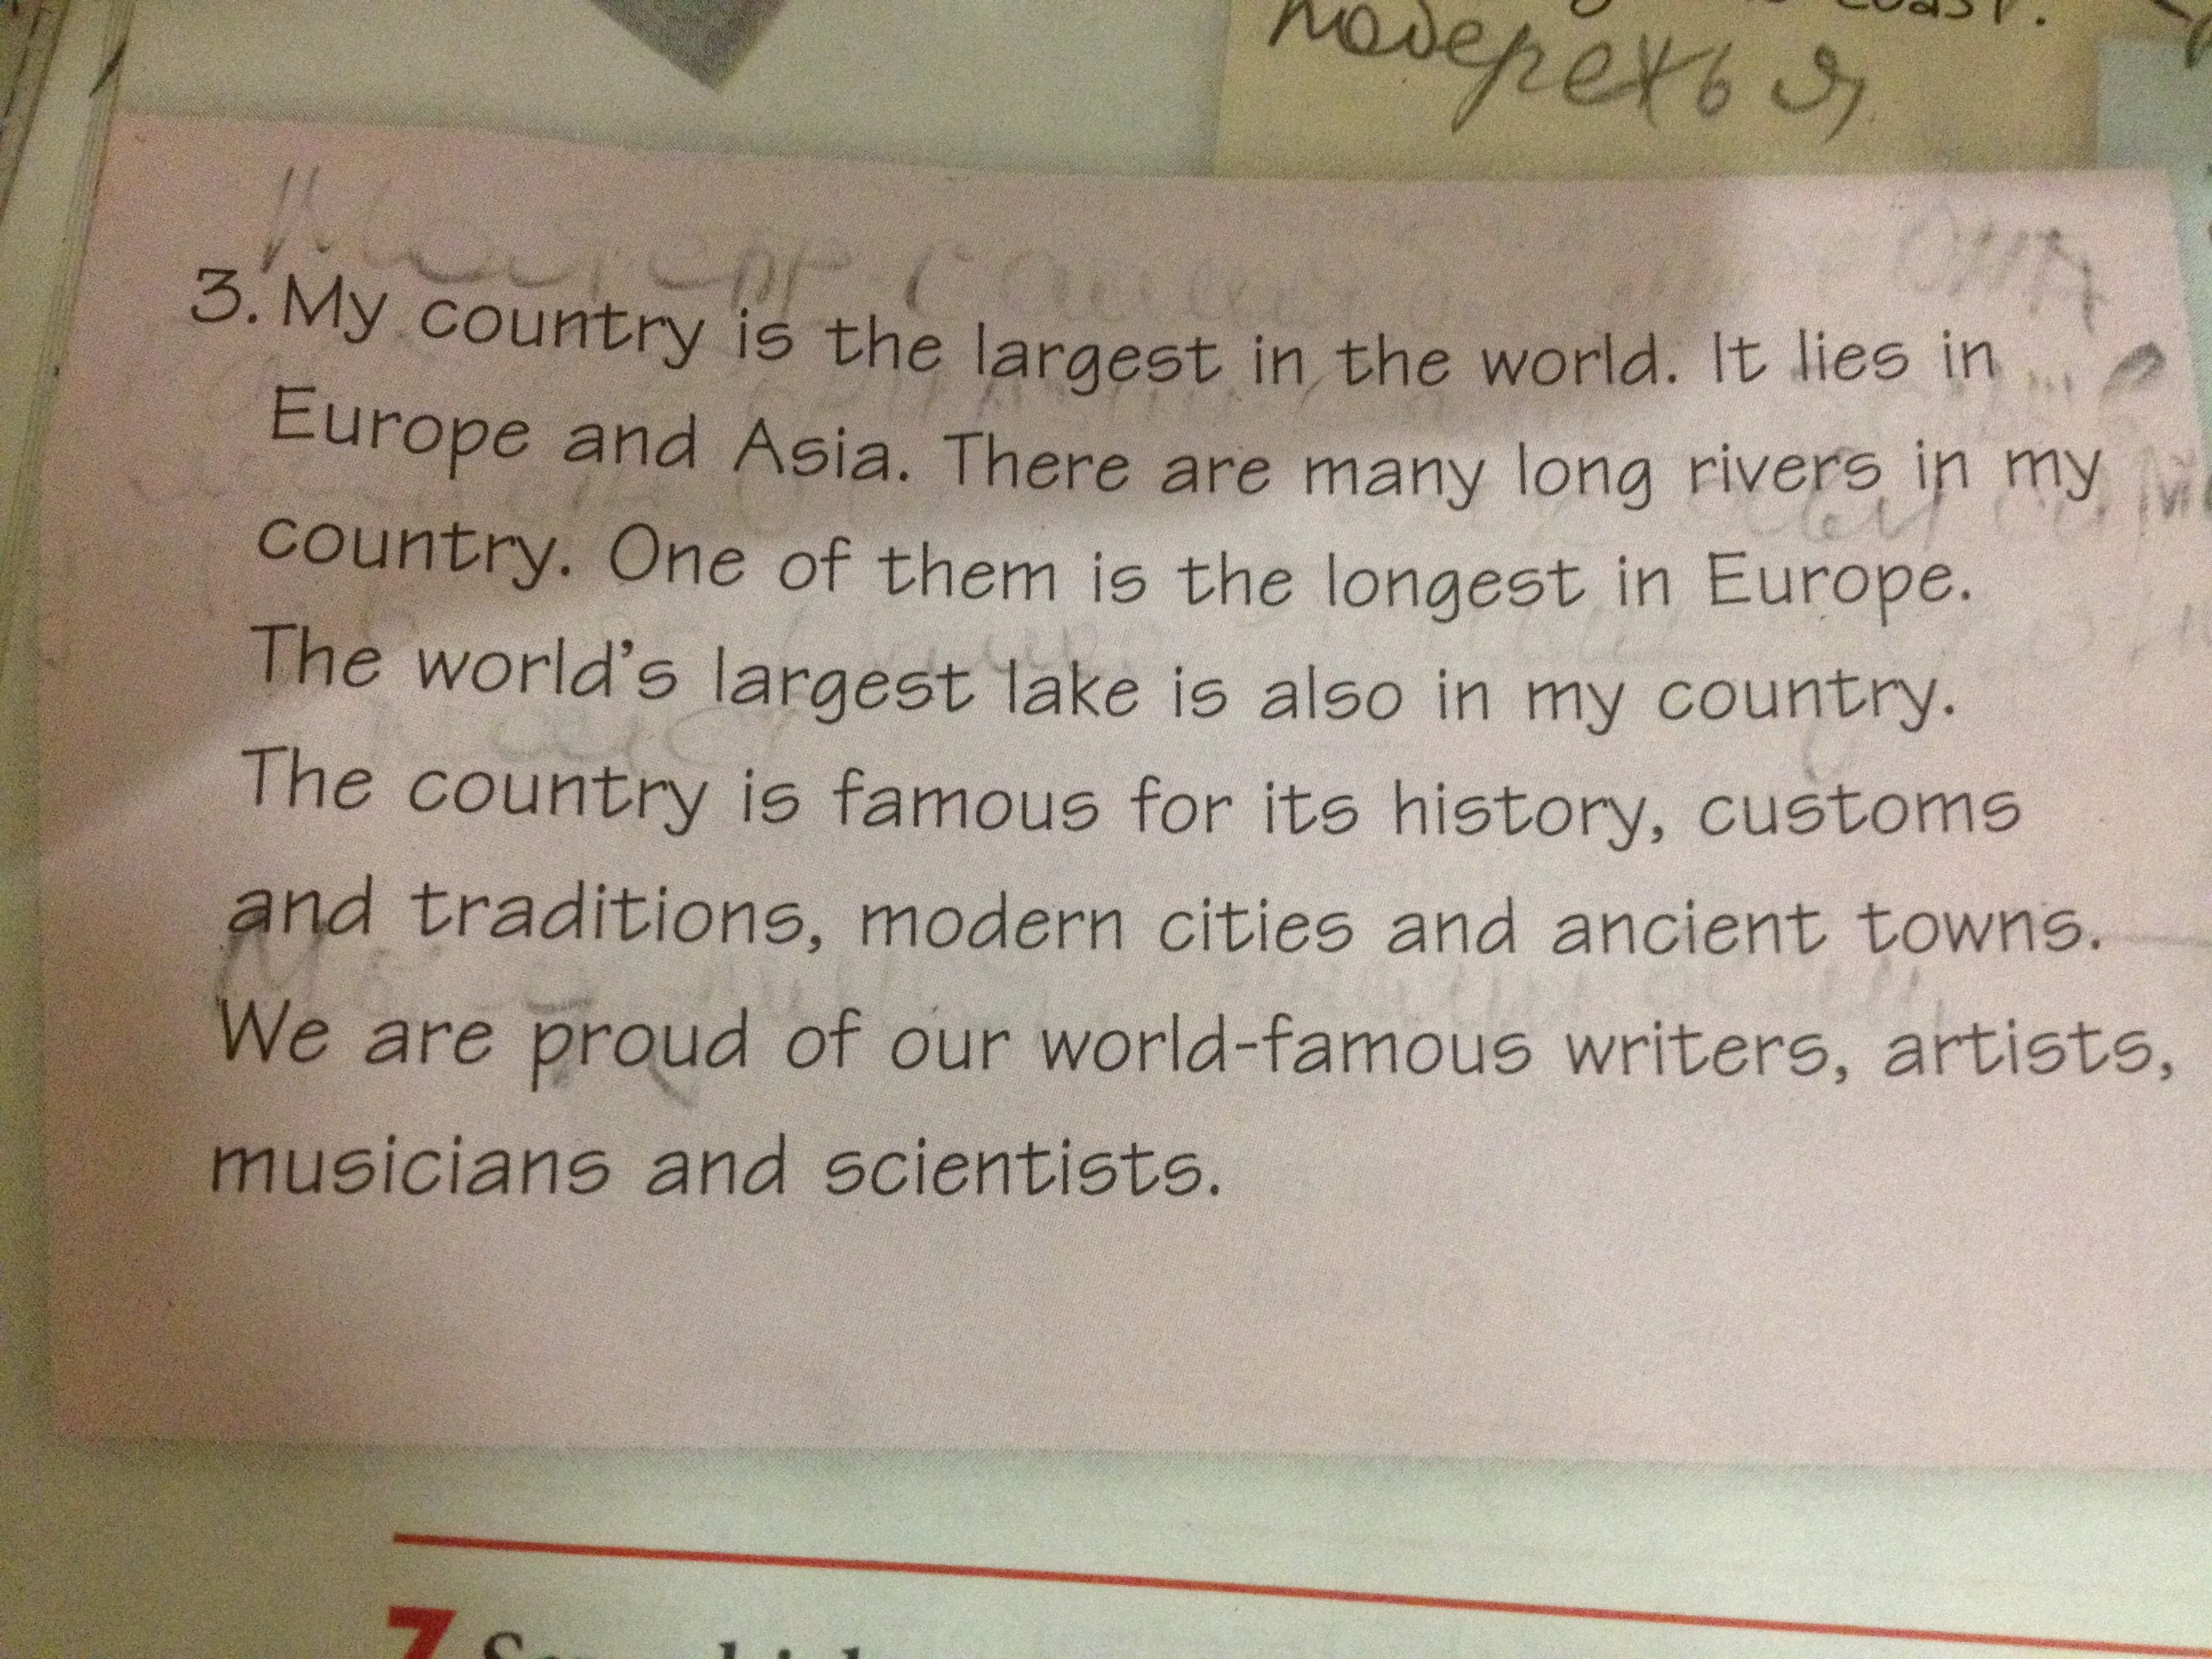 coast.
побережья
3. My country is the largest in the world. It lies in
Europe and Asia. There are many long rivers in my
country. One of them is the longest in Europe.
The world's largest lake is also in my country.
The country is famous for its history, customs
and traditions, modern cities and ancient towns.
We are proud of our world-famous writers, artists,
musicians and scientists.
7